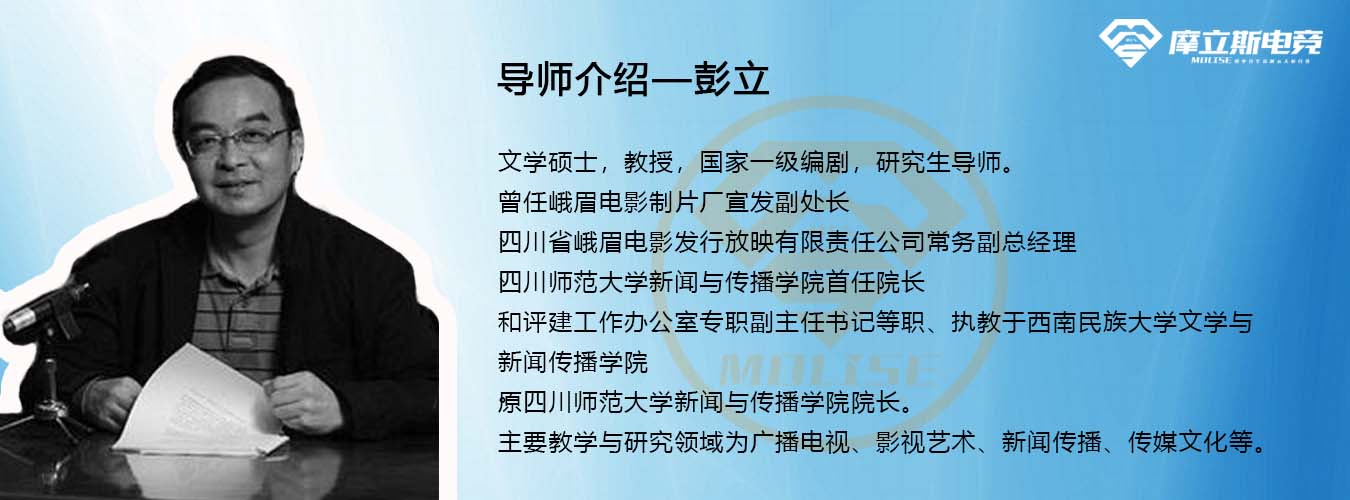 摩立斯电竞
MOLISE
导师介绍—彭立
文学硕士，教授，国家一级编剧，研究生导师。
曾任峨眉电影制片厂宣发副处长
四川省峨眉电影发行放映有限责任公司常务副总经理
四川师范大学新闻与传播学院首任院长
和评建工作办公室专职副主任书记等职、执教于西南民族大学文学与
新闻传播学院
原四川师范大学新闻与传播学院院长。
主要教学与研究领域为广播电视、影视艺术、新闻传播、传媒文化等。
MOLISE